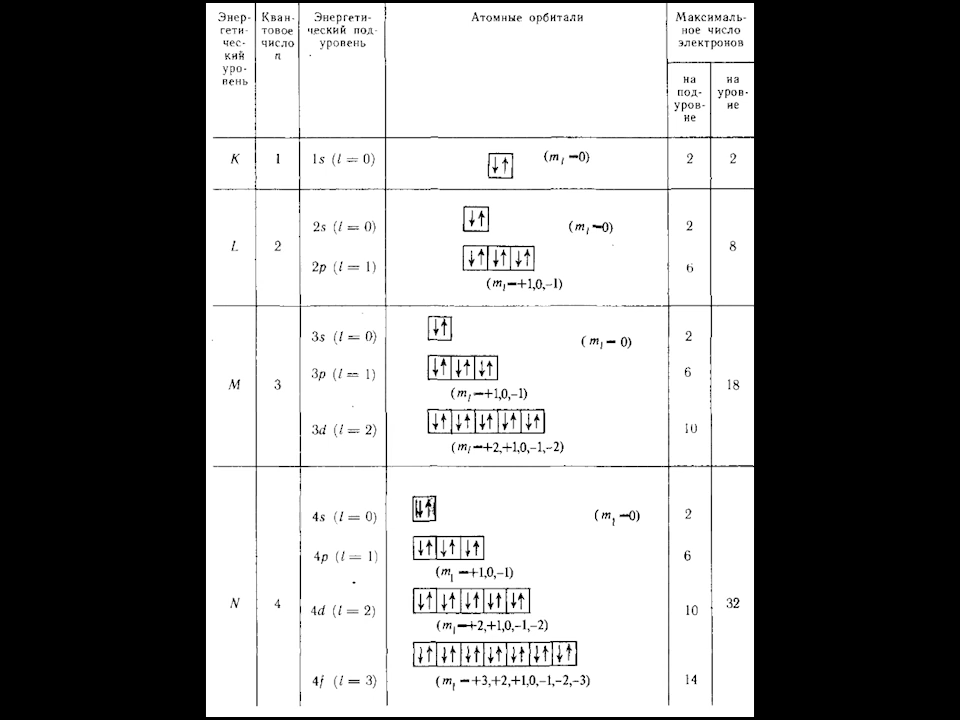 Энер-
гети-
чес-
кий
уро-
вень
Кван-
товое
число
n
Энергети-
ческий под-
уровень
Атомные орбитали
Максималь-
ное число
электронов
на
под-
уров-
не
на
уров-
не
K 1 1s (l = 0) ↓↑ (m_l =0) 2 2
2s (l = 0) ↓↑ (m_l =0) 2
L 2 8
2p (l = 1) ↓↑ ↓↑ ↓↑ 6
(m_l =+1,0,-1)
3s (l = 0) ↓↑ (m_l = 0) 2
3p (l = 1) ↓↑ ↓↑ ↓↑ 6
M 3 18
(m_l =+1,0,-1)
3d (l = 2) ↓↑ ↓↑ ↓↑ ↓↑ ↓↑ 10
(m_l =+2,+1,0,-1,-2)
4s (l = 0) ↓↑ (m_l =0) 2
4p (l = 1) ↓↑ ↓↑ ↓↑ 6
(m_l =+1,0,-1)
N 4 32
4d (l = 2) ↓↑ ↓↑ ↓↑ ↓↑ ↓↑ 10
(m_l =+2,+1,0,-1,-2)
↓↑ ↓↑ ↓↑ ↓↑ ↓↑ ↓↑ ↓↑
4f (l = 3) (m_l =+3,+2,+1,0,-1,-2,-3) 14